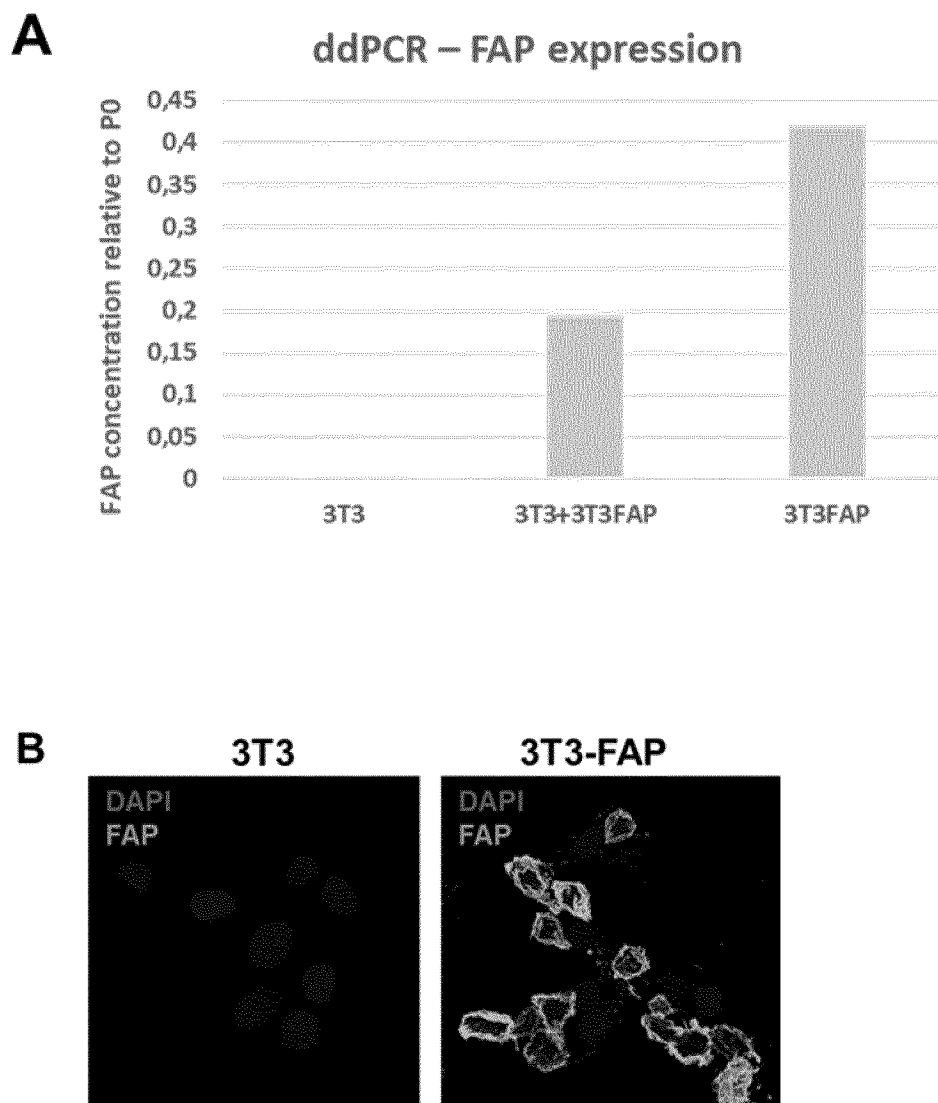 A
ddPCR – FAP expression
FAP concentration relative to P0
0,45
0,4
0,35
0,3
0,25
0,2
0,15
0,1
0,05
0
3T3
3T3+3T3FAP
3T3FAP
B
3T3
3T3-FAP
DAPI
FAP
DAPI
FAP